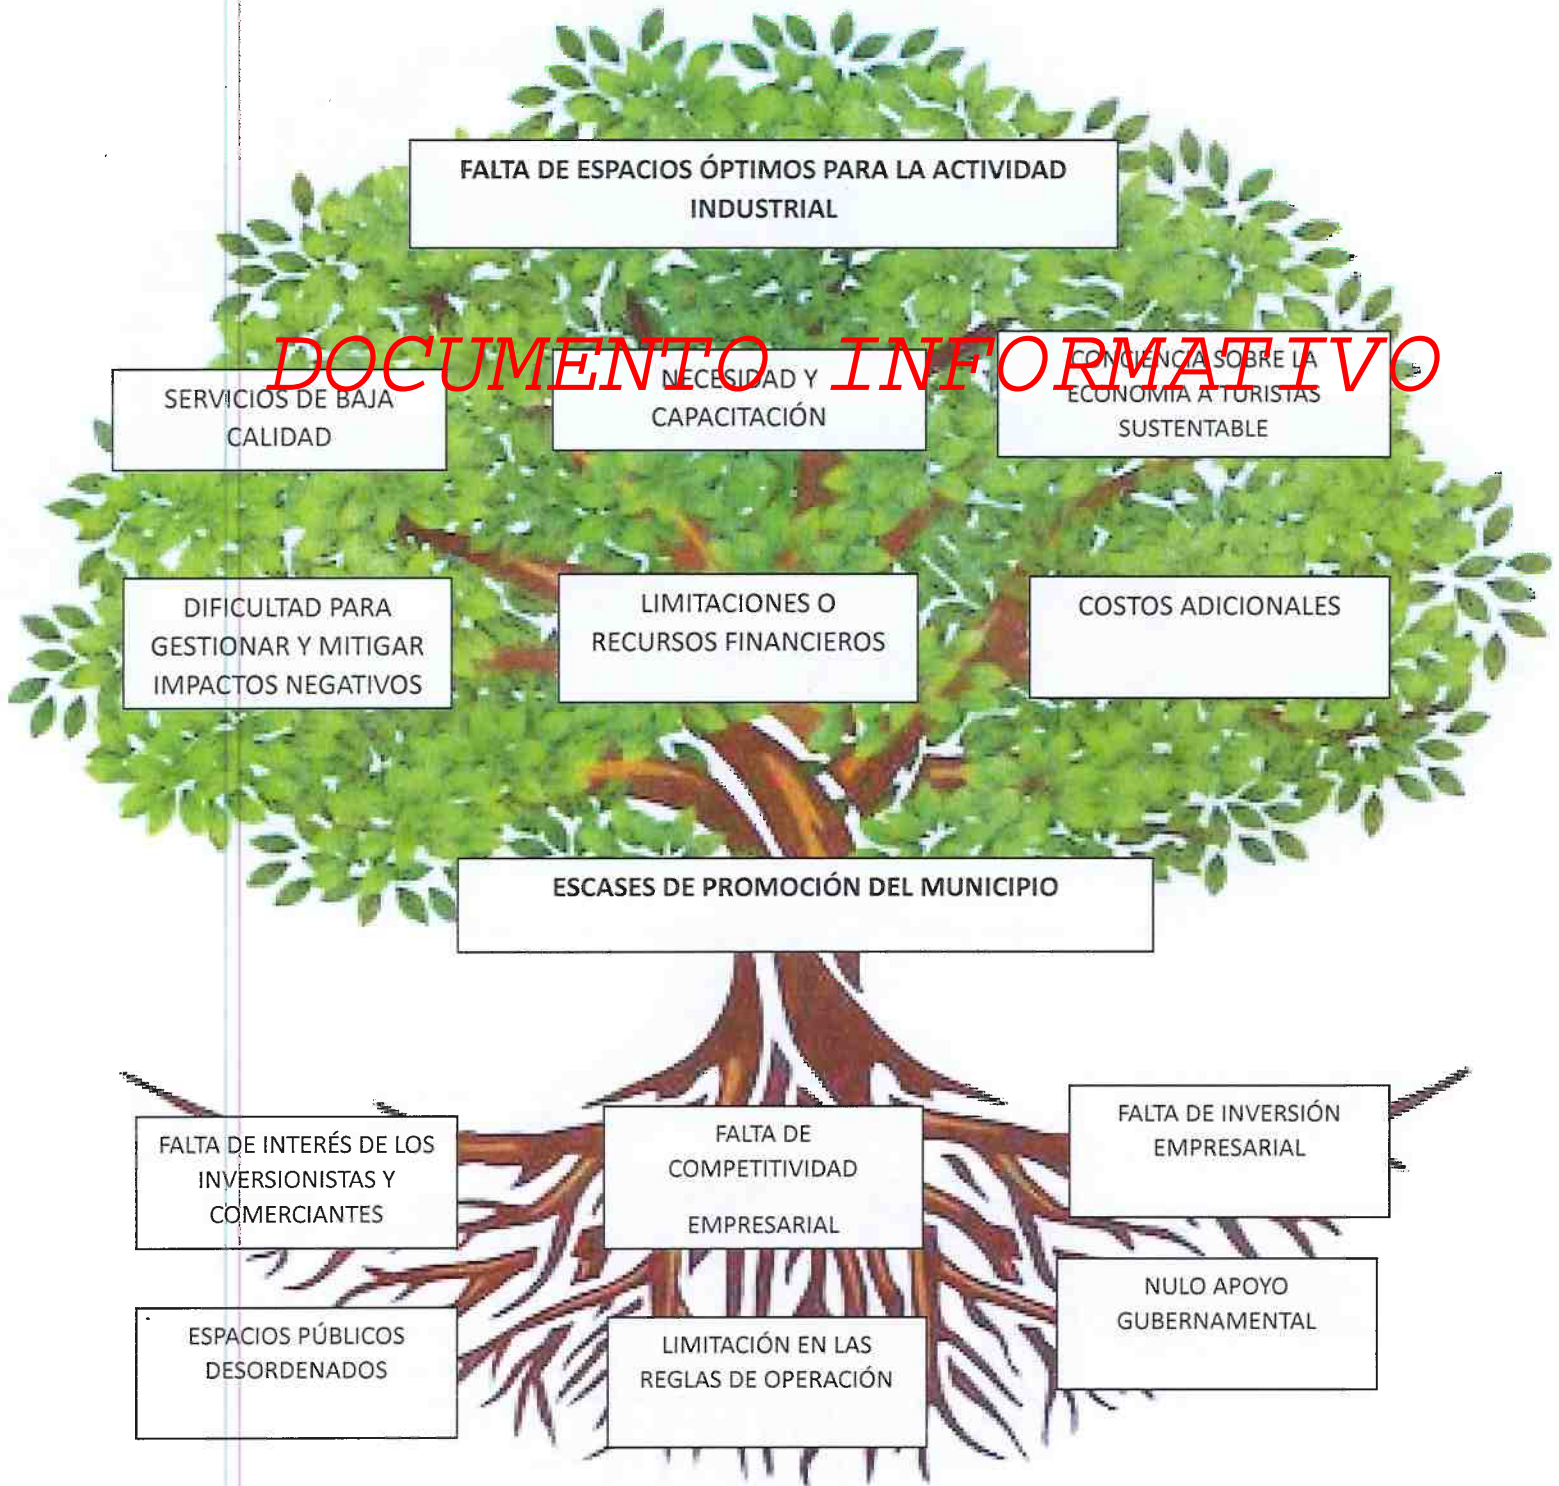 FALTA DE ESPACIOS ÓPTIMOS PARA LA ACTIVIDAD
INDUSTRIAL
DOCUMENTO INFORMATIVO
SERVICIOS DE BAJA
CALIDAD
NECESIDAD Y
CAPACITACIÓN
CONCIENCIA SOBRE LA
ECONOMIA A TURISTAS
SUSTENTABLE
DIFICULTAD PARA
GESTIONAR Y MITIGAR
IMPACTOS NEGATIVOS
LIMITACIONES O
RECURSOS FINANCIEROS
COSTOS ADICIONALES
ESCASES DE PROMOCIÓN DEL MUNICIPIO
FALTA DE INTERÉS DE LOS
INVERSIONISTAS Y
COMERCIANTES
FALTA DE
COMPETITIVIDAD
EMPRESARIAL
FALTA DE INVERSIÓN
EMPRESARIAL
ESPACIOS PÚBLICOS
DESORDENADOS
LIMITACIÓN EN LAS
REGLAS DE OPERACIÓN
NULO APOYO
GUBERNAMENTAL